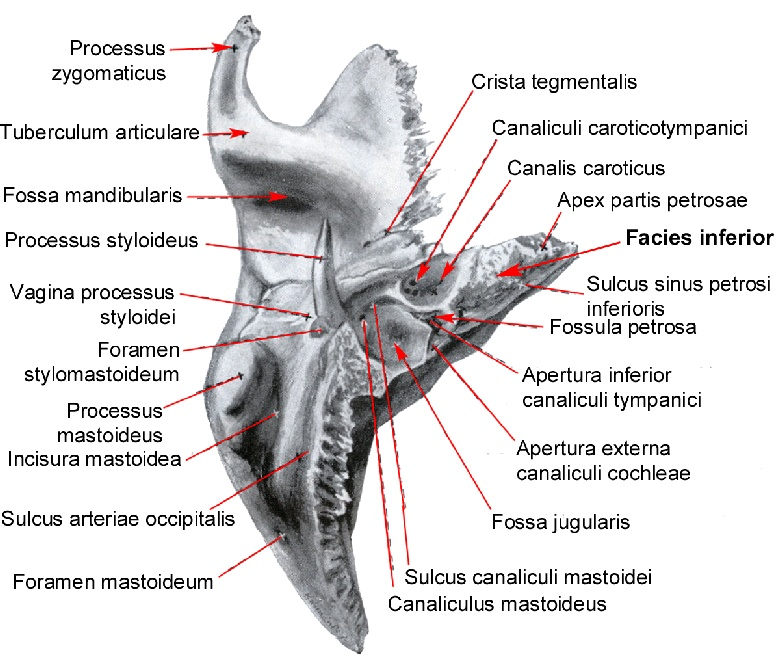 Processus
zygomaticus
Tuberculum articulare
Fossa mandibularis
Processus styloideus
Vagina processus
styloidei
Foramen
stylomastoideum
Processus
mastoideus
Incisura mastoidea
Sulcus arteriae occipitalis
Foramen mastoideum
Crista tegmentalis
Canaliculi caroticotympanici
Canalis caroticus
Apex partis petrosae
Facies inferior
Sulcus sinus petrosi
inferioris
Fossula petrosa
Apertura inferior
canaliculi tympanici
Apertura externa
canaliculi cochleae
Fossa jugularis
Sulcus canaliculi mastoidei
Canaliculus mastoideus